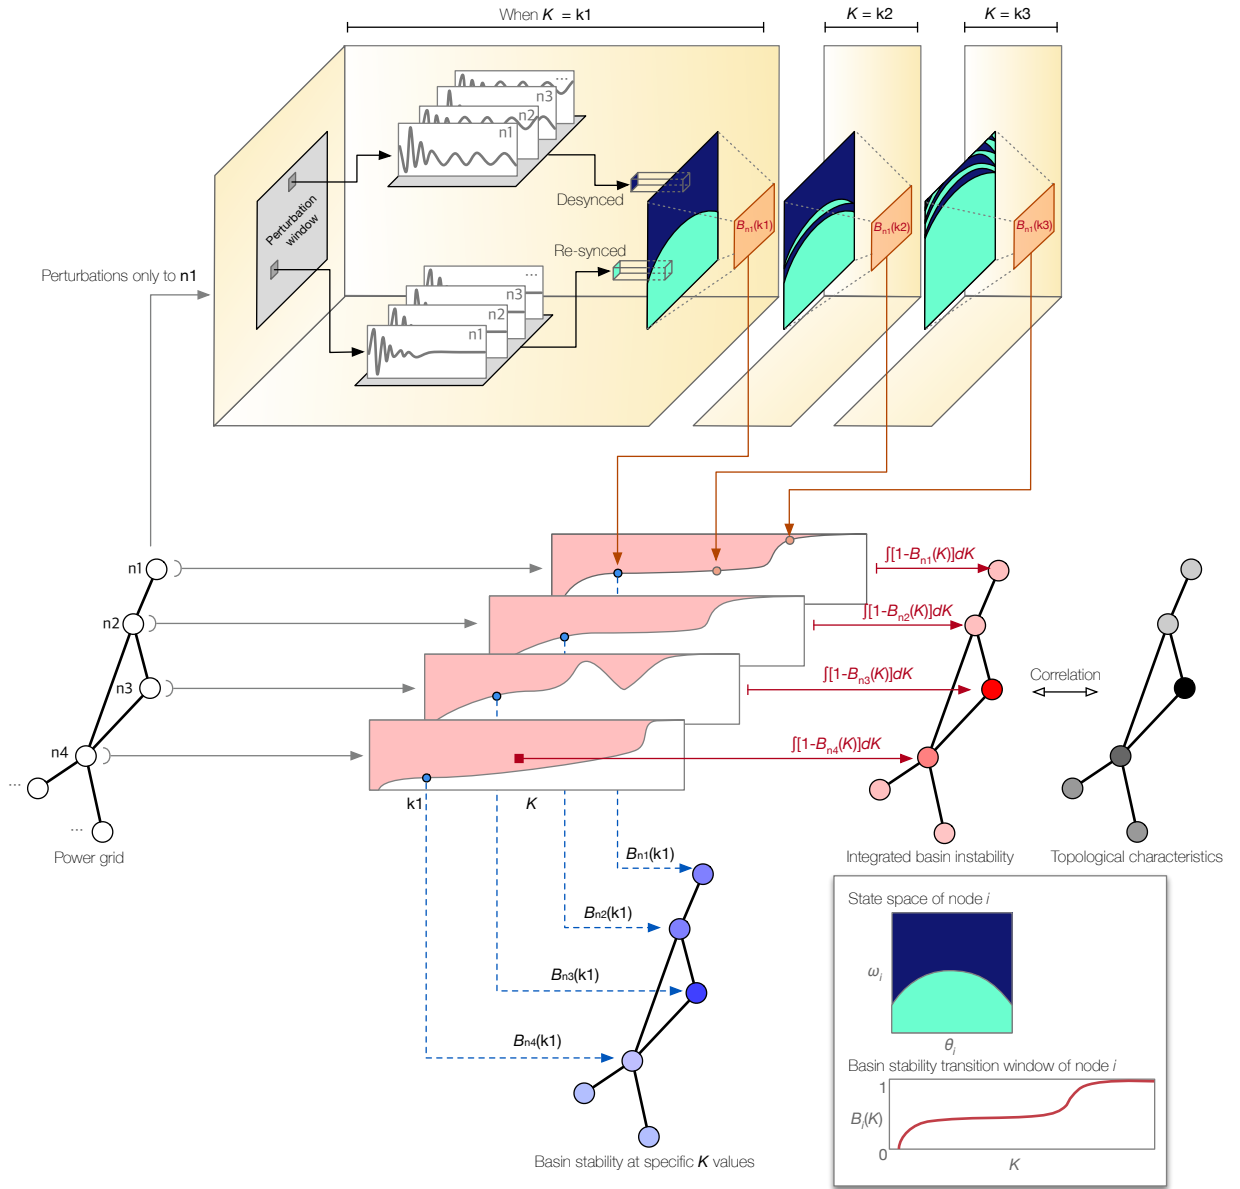 When K = k1
K = k2
K = k3
...
n3
n2
n1
Perturbation
window
Desynced
Re-synced
Bn1(k1)
Bn1(k2)
Bn1(k3)
Perturbations only to n1
...
n3
n2
n1
n1
n2
n3
n4
...
...
Power grid
∫[1-Bn1(K)]dK
∫[1-Bn2(K)]dK
∫[1-Bn3(K)]dK
∫[1-Bn4(K)]dK
Correlation
k1
K
Integrated basin instability
Topological characteristics
Bn1(k1)
Bn2(k1)
Bn3(k1)
Bn4(k1)
Basin stability at specific K values
State space of node i
ωi
θi
Basin stability transition window of node i
1
Bi(K)
0
K